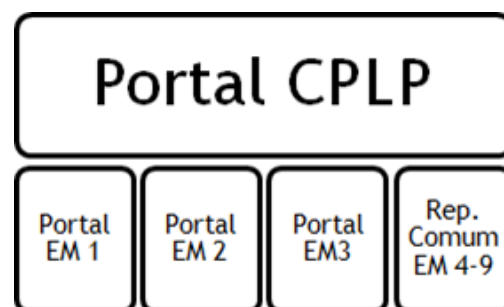 Portal CPLP
Portal
EM 1
Portal
EM 2
Portal
EM3
Rep.
Comum
EM 4-9